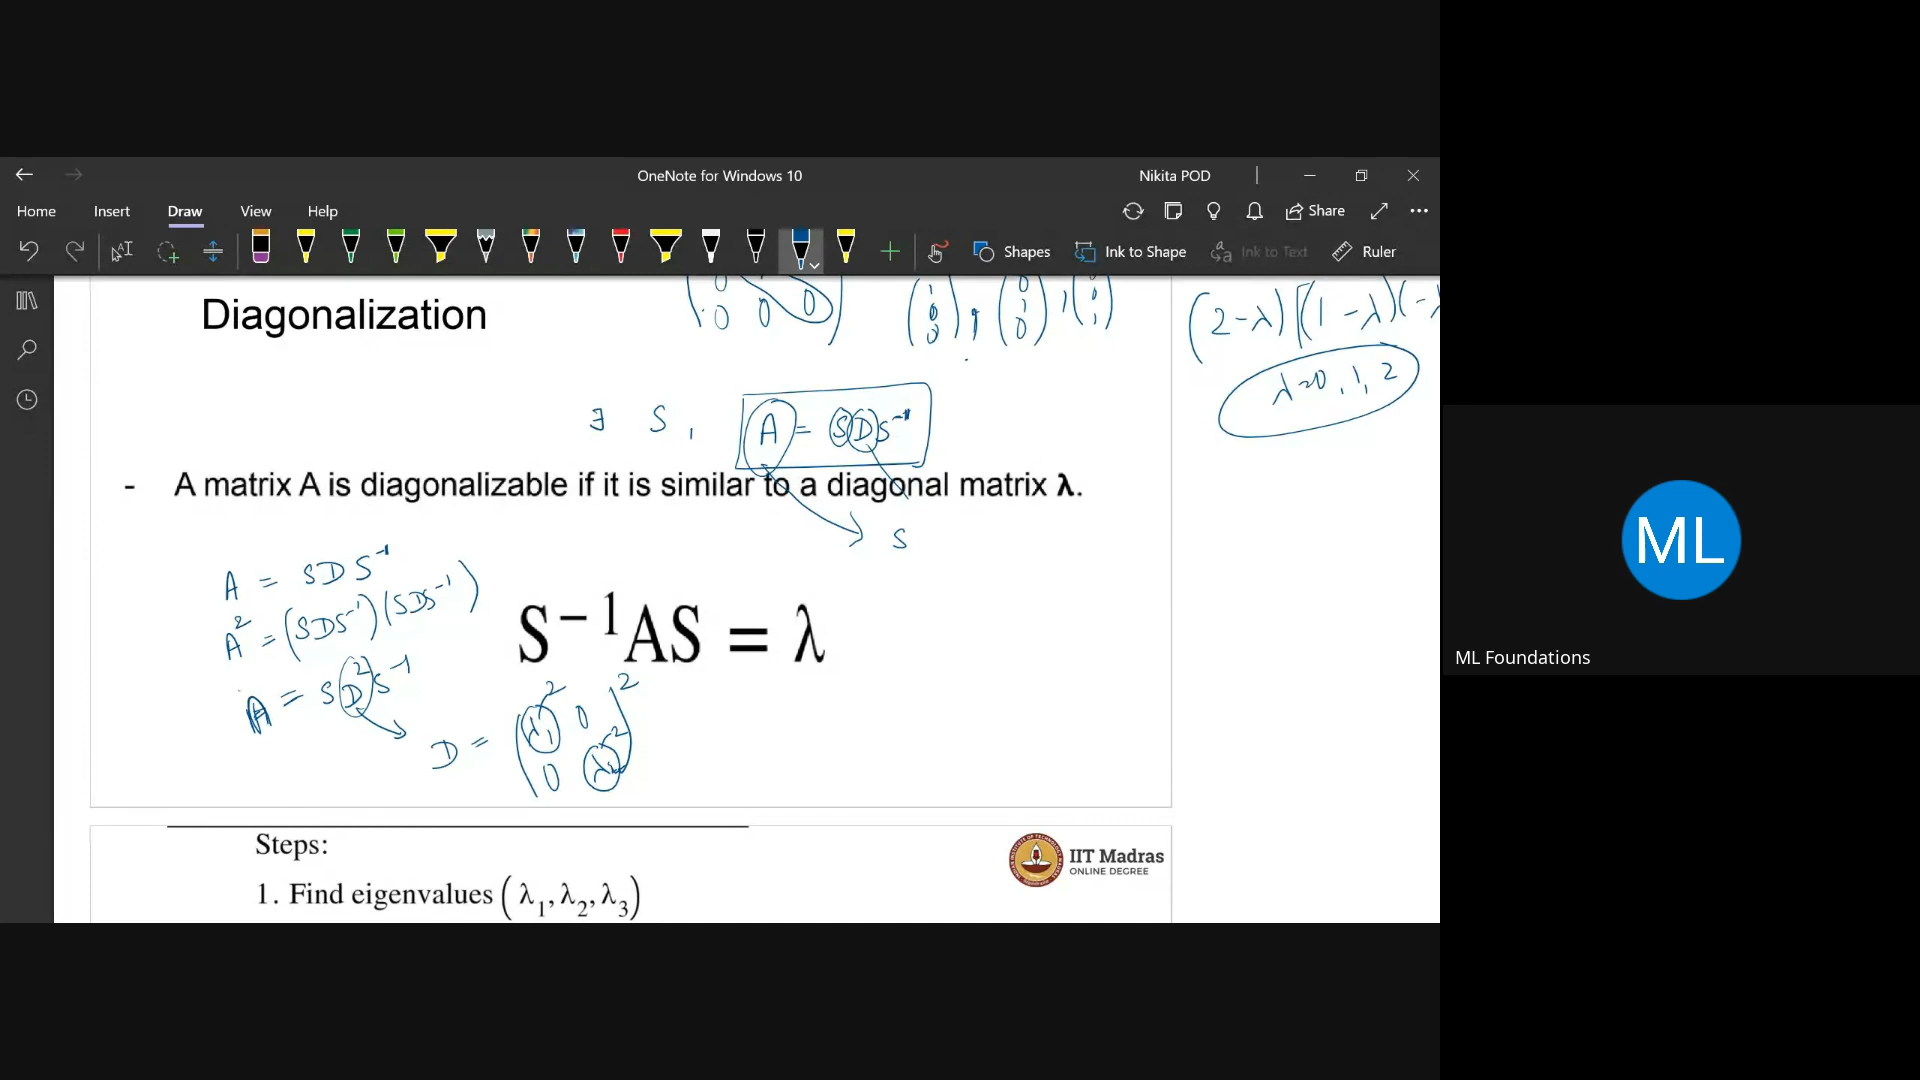 OneNote for Windows 10
Nikita POD
Home Insert Draw View Help
Share
Shapes Ink to Shape Ink to Text Ruler
Diagonalization
0 0 0
(2-λ)[(1-λ)(-λ
λ=0, 1, 2
∃ S, A = SDS⁻¹
- A matrix A is diagonalizable if it is similar to a diagonal matrix λ.
S
A = SDS⁻¹
A² = (SDS⁻¹)(SDS⁻¹)
S⁻¹AS = λ
A = SD²S⁻¹
D =
Steps:
IIT Madras
ONLINE DEGREE
1. Find eigenvalues (λ₁, λ₂, λ₃)
ML
ML Foundations